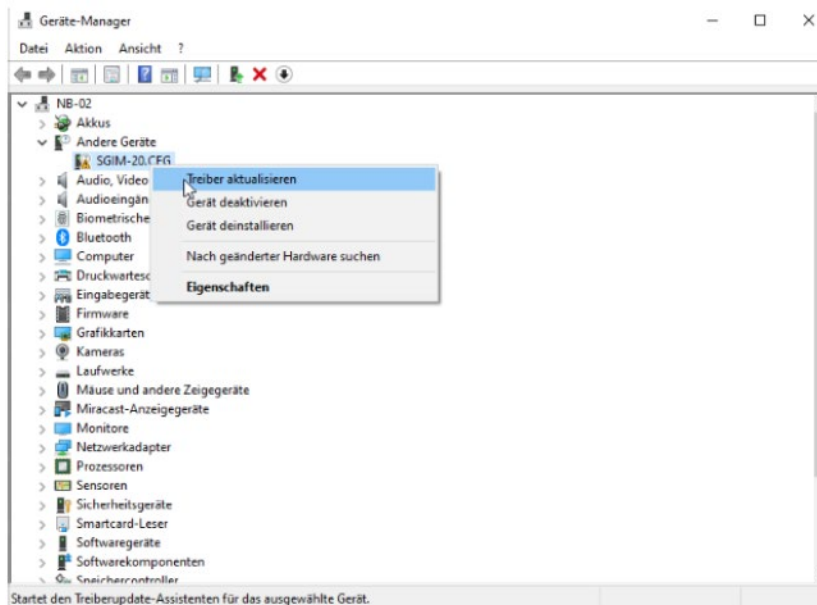 Geräte-Manager
Datei Aktion Ansicht ?
NB-02
Akkus
Andere Geräte
SGIM-20.CFG
Audio, Video
Treiber aktualisieren
Audioeingän
Gerät deaktivieren
Biometrische
Gerät deinstallieren
Bluetooth
Computer
Nach geänderter Hardware suchen
Druckwartesc
Eingabegerät
Eigenschaften
Firmware
Grafikkarten
Kameras
Laufwerke
Mäuse und andere Zeigegeräte
Miracast-Anzeigegeräte
Monitore
Netzwerkadapter
Prozessoren
Sensoren
Sicherheitsgeräte
Smartcard-Leser
Softwaregeräte
Softwarekomponenten
Speichercontroller
Startet den Treiberupdate-Assistenten für das ausgewählte Gerät.